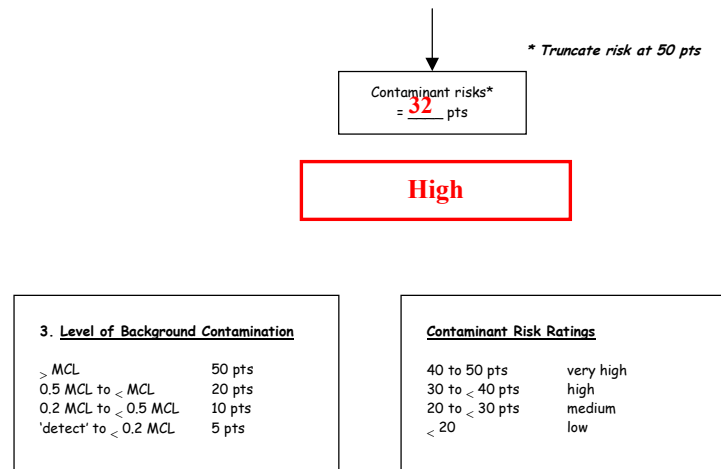 * Truncate risk at 50 pts
Contaminant risks*
= 32 pts
High
3. Level of Background Contamination
> MCL 50 pts
0.5 MCL to < MCL 20 pts
0.2 MCL to < 0.5 MCL 10 pts
‘detect’ to < 0.2 MCL 5 pts
Contaminant Risk Ratings
40 to 50 pts very high
30 to < 40 pts high
20 to < 30 pts medium
< 20 low